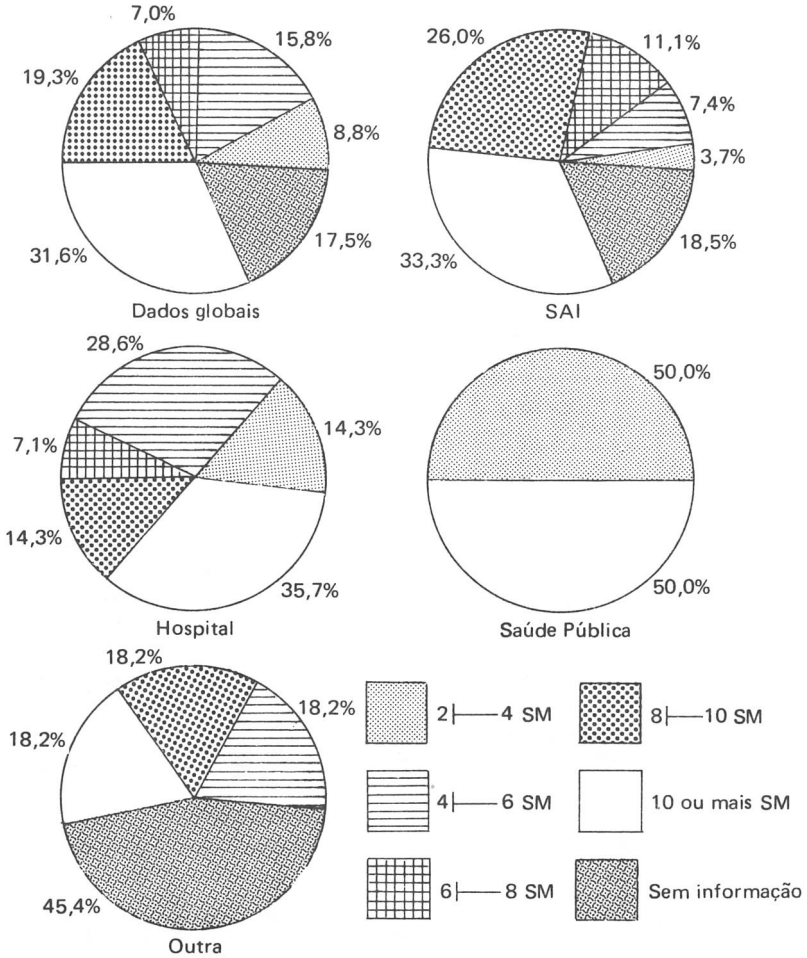 7,0%
15,8%
19,3%
8,8%
17,5%
31,6%
Dados globais
26,0%
11,1%
7,4%
3,7%
18,5%
33,3%
SAI
28,6%
14,3%
7,1%
14,3%
35,7%
Hospital
50,0%
50,0%
Saúde Pública
18,2%
18,2%
18,2%
45,4%
Outra
2├──4 SM
8├──10 SM
4├──6 SM
10 ou mais SM
6├──8 SM
Sem informação